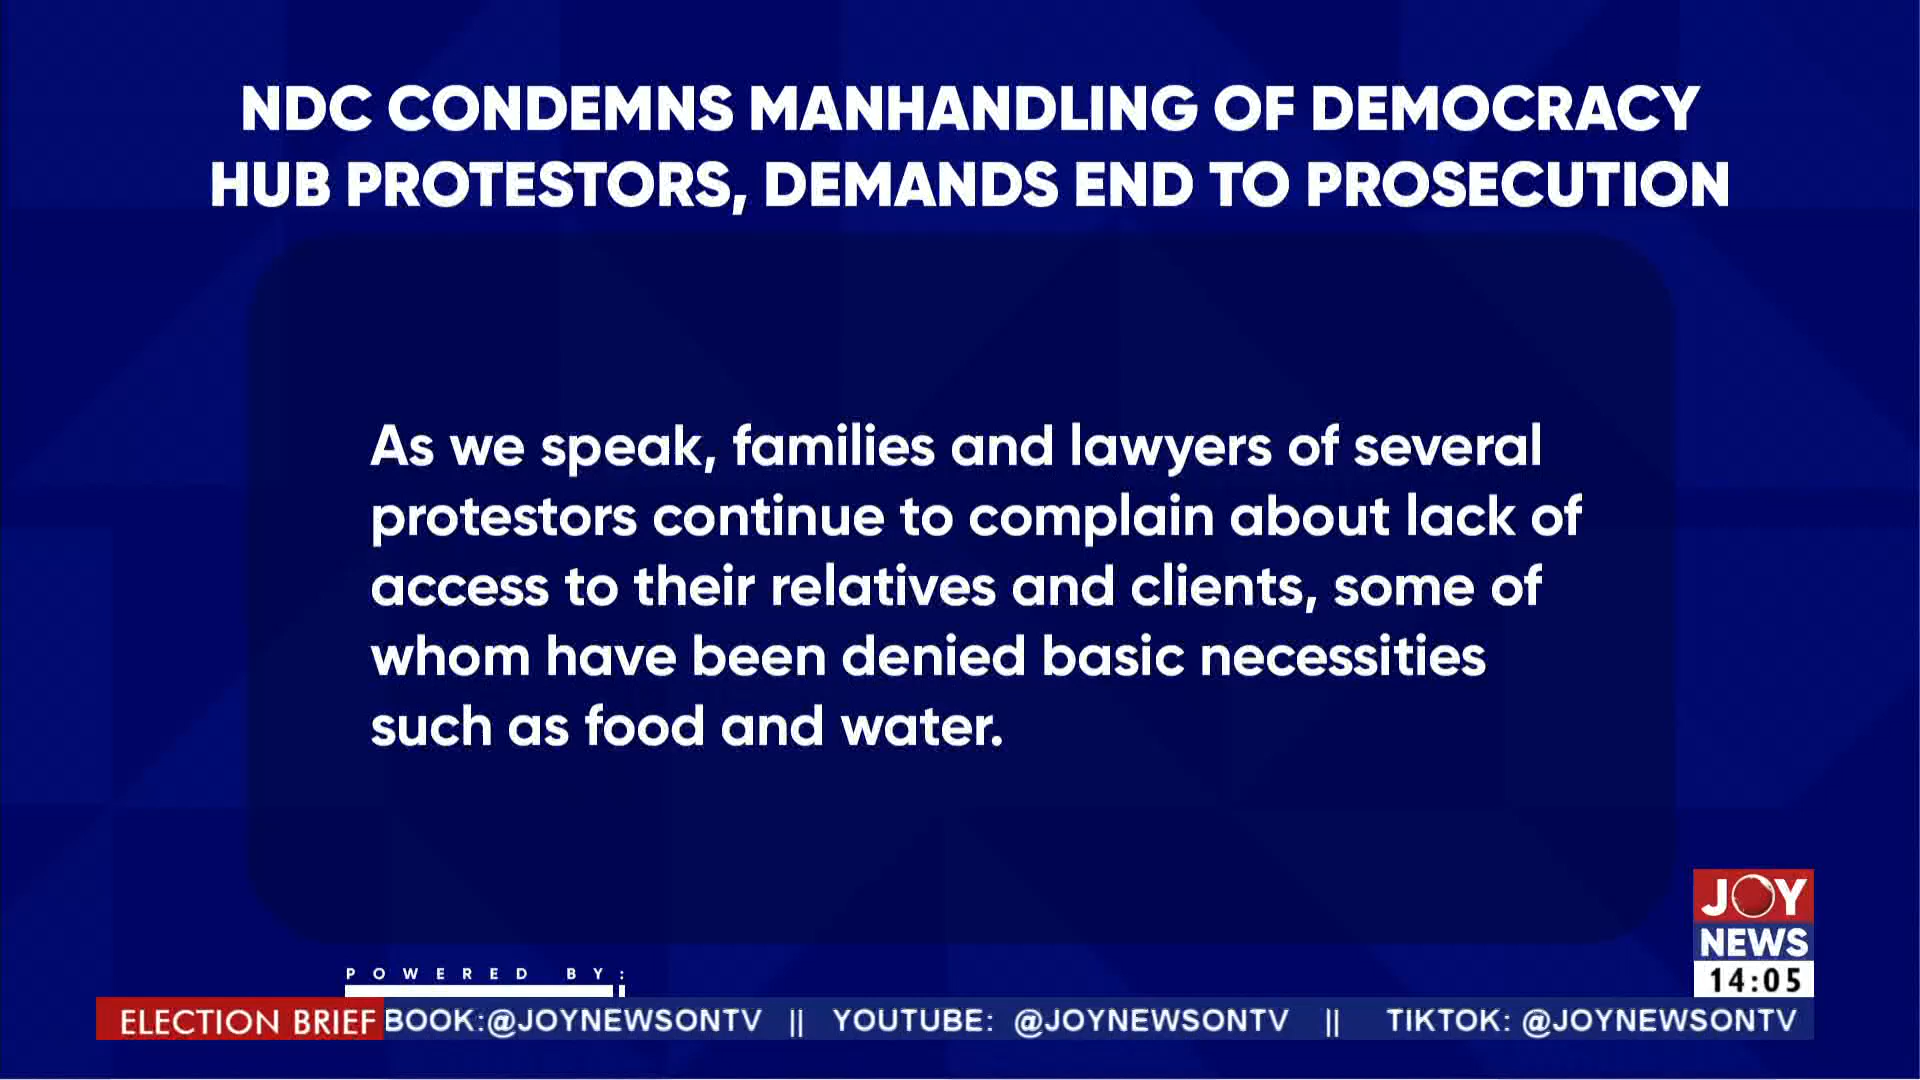 NDC CONDEMNS MANHANDLING OF DEMOCRACY
HUB PROTESTORS, DEMANDS END TO PROSECUTION
As we speak, families and lawyers of several
protestors continue to complain about lack of
access to their relatives and clients, some of
whom have been denied basic necessities
such as food and water.
JOY
NEWS
14:05
POWERED BY:
ELECTION BRIEF
BOOK:@JOYNEWSONTV || YOUTUBE: @JOYNEWSONTV || TIKTOK: @JOYNEWSONTV